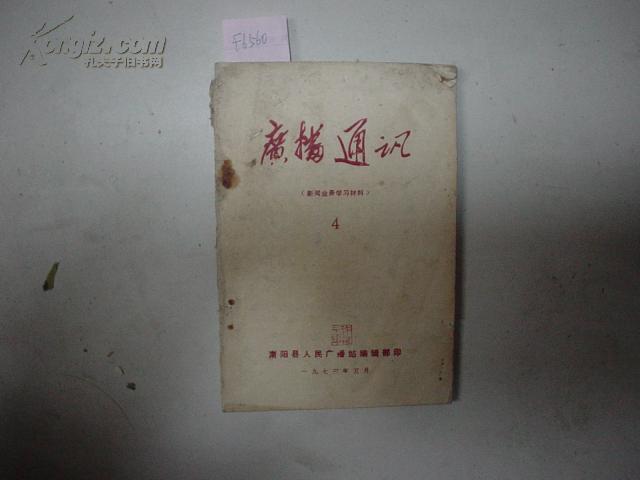 Kongfz.com
孔夫子旧书网
E6560
廣播通讯
(新闻业务学习材料)
4
南阳县人民广播站编辑部印
一九七三年五月